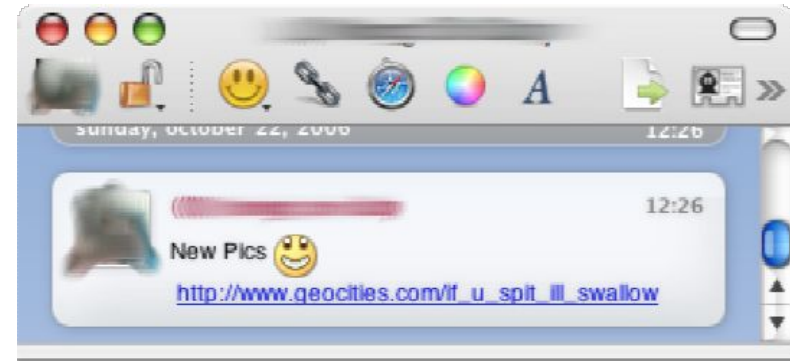 sunday, october 22, 2006 12:26
12:26
New Pics
http://www.geocities.com/if_u_spit_ill_swallow